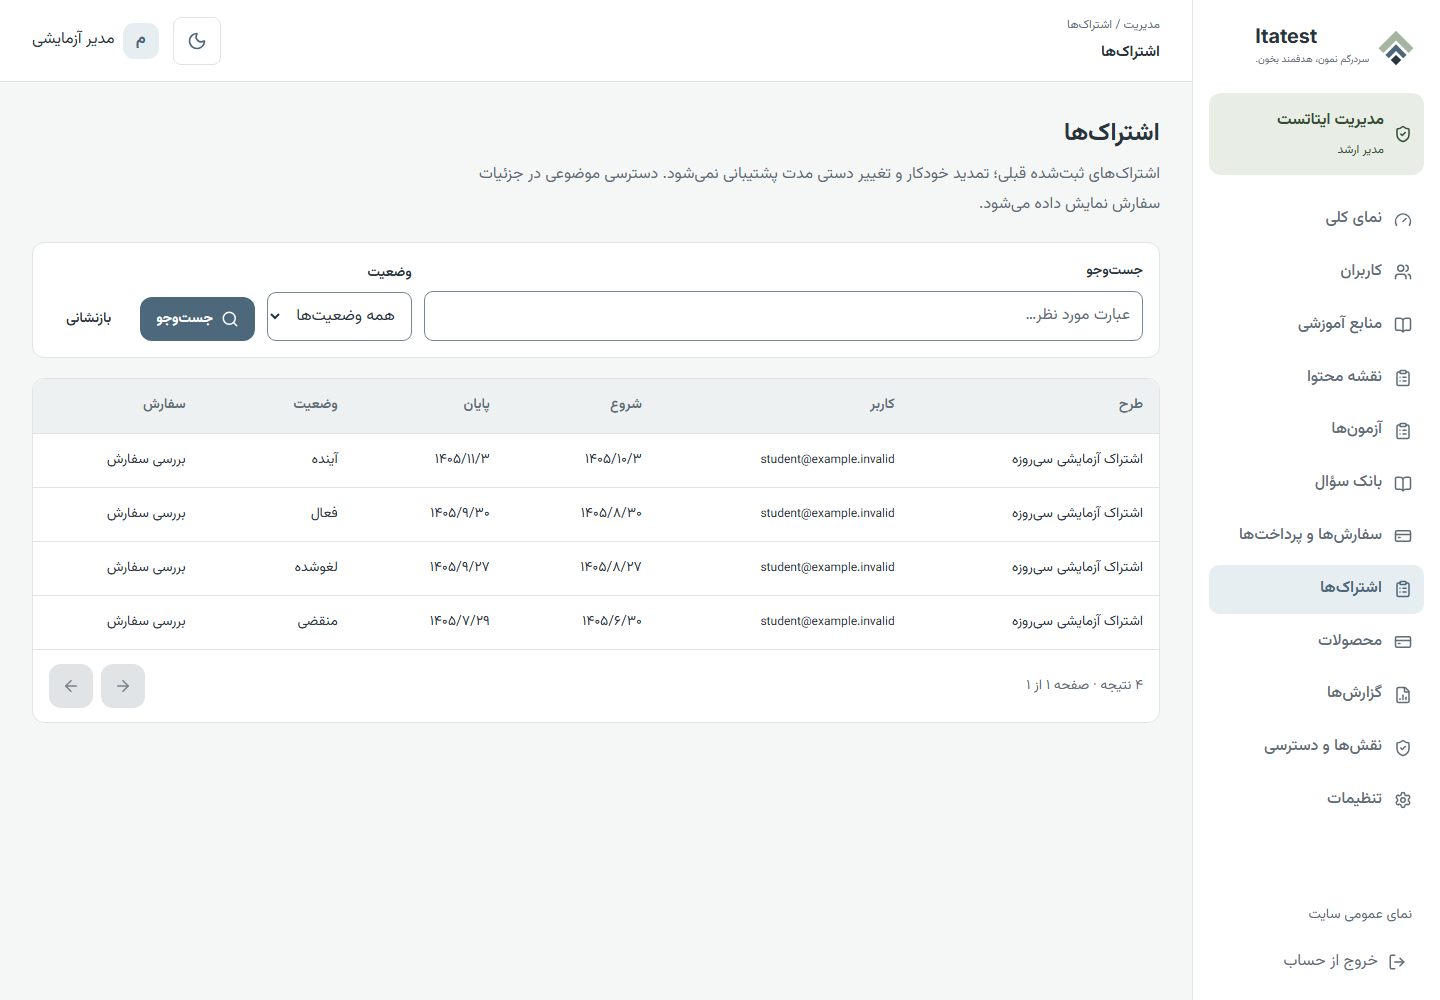 Itatest
سردرگم نمون، هدفمند بخون.
مدیریت ایتاتست
مدیر ارشد
نمای کلی
کاربران
منابع آموزشی
نقشه محتوا
آزمون‌ها
بانک سؤال
سفارش‌ها و پرداخت‌ها
اشتراک‌ها
محصولات
گزارش‌ها
نقش‌ها و دسترسی
تنظیمات
نمای عمومی سایت
خروج از حساب
مدیریت / اشتراک‌ها
اشتراک‌ها
م مدیر آزمایشی
اشتراک‌ها
اشتراک‌های ثبت‌شده قبلی؛ تمدید خودکار و تغییر دستی مدت پشتیبانی نمی‌شود. دسترسی موضوعی در جزئیات
سفارش نمایش داده می‌شود.
جست‌وجو
عبارت مورد نظر...
وضعیت
همه وضعیت‌ها
جست‌وجو
بازنشانی
طرح کاربر شروع پایان وضعیت سفارش
اشتراک آزمایشی سی‌روزه student@example.invalid ۱۴۰۵/۱۰/۳ ۱۴۰۵/۱۱/۳ آینده بررسی سفارش
اشتراک آزمایشی سی‌روزه student@example.invalid ۱۴۰۵/۸/۳۰ ۱۴۰۵/۹/۳۰ فعال بررسی سفارش
اشتراک آزمایشی سی‌روزه student@example.invalid ۱۴۰۵/۸/۲۷ ۱۴۰۵/۹/۲۷ لغوشده بررسی سفارش
اشتراک آزمایشی سی‌روزه student@example.invalid ۱۴۰۵/۶/۳۰ ۱۴۰۵/۷/۲۹ منقضی بررسی سفارش
۴ نتیجه · صفحه ۱ از ۱